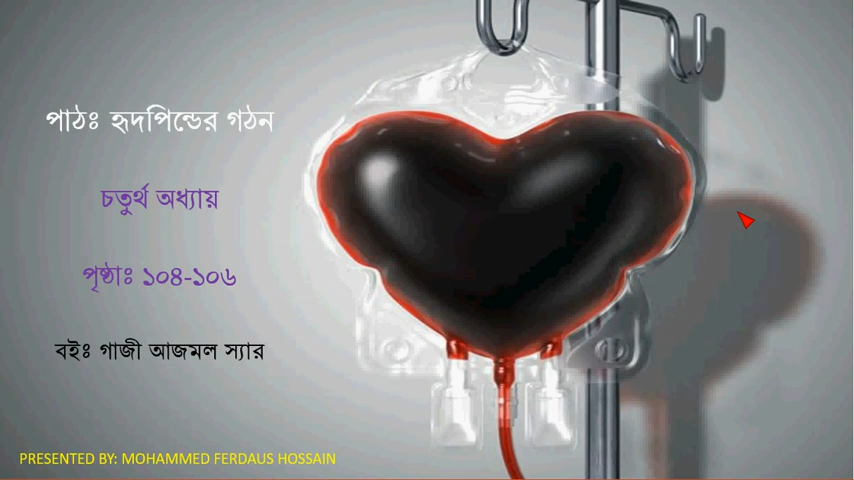 পাঠঃ হৃদপিন্ডের গঠন
চতুর্থ অধ্যায়
পৃষ্ঠাঃ ১০৪-১০৬
বইঃ গাজী আজমল স্যার
PRESENTED BY: MOHAMMED FERDAUS HOSSAIN